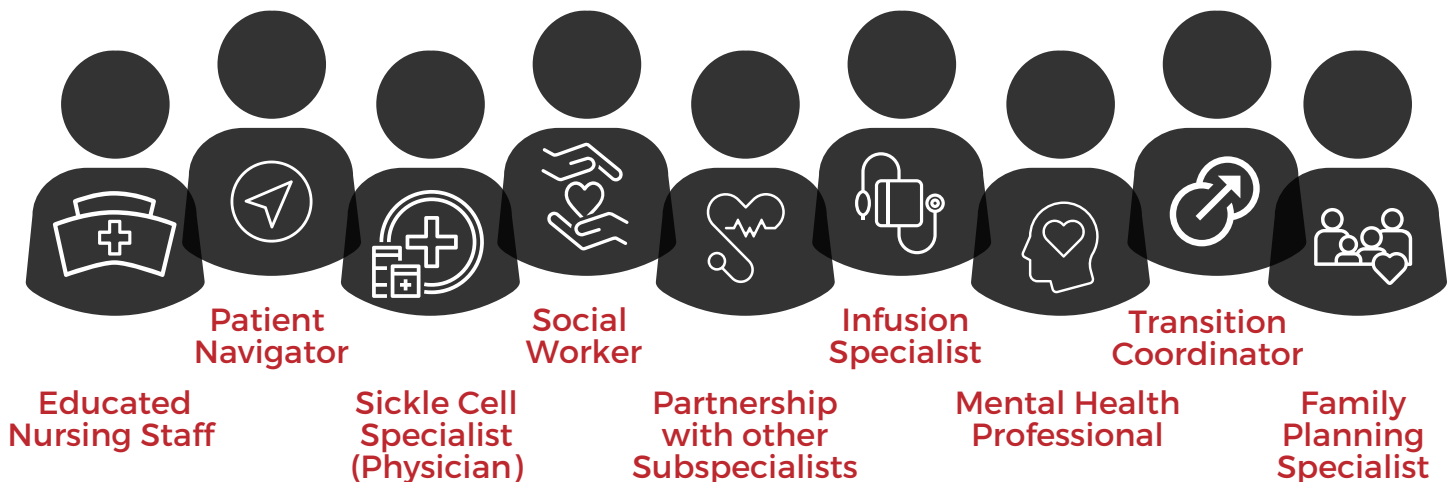 Patient
Navigator
Social
Worker
Infusion
Specialist
Transition
Coordinator
Educated
Nursing Staff
Sickle Cell
Specialist
(Physician)
Partnership
with other
Subspecialists
Mental Health
Professional
Family
Planning
Specialist